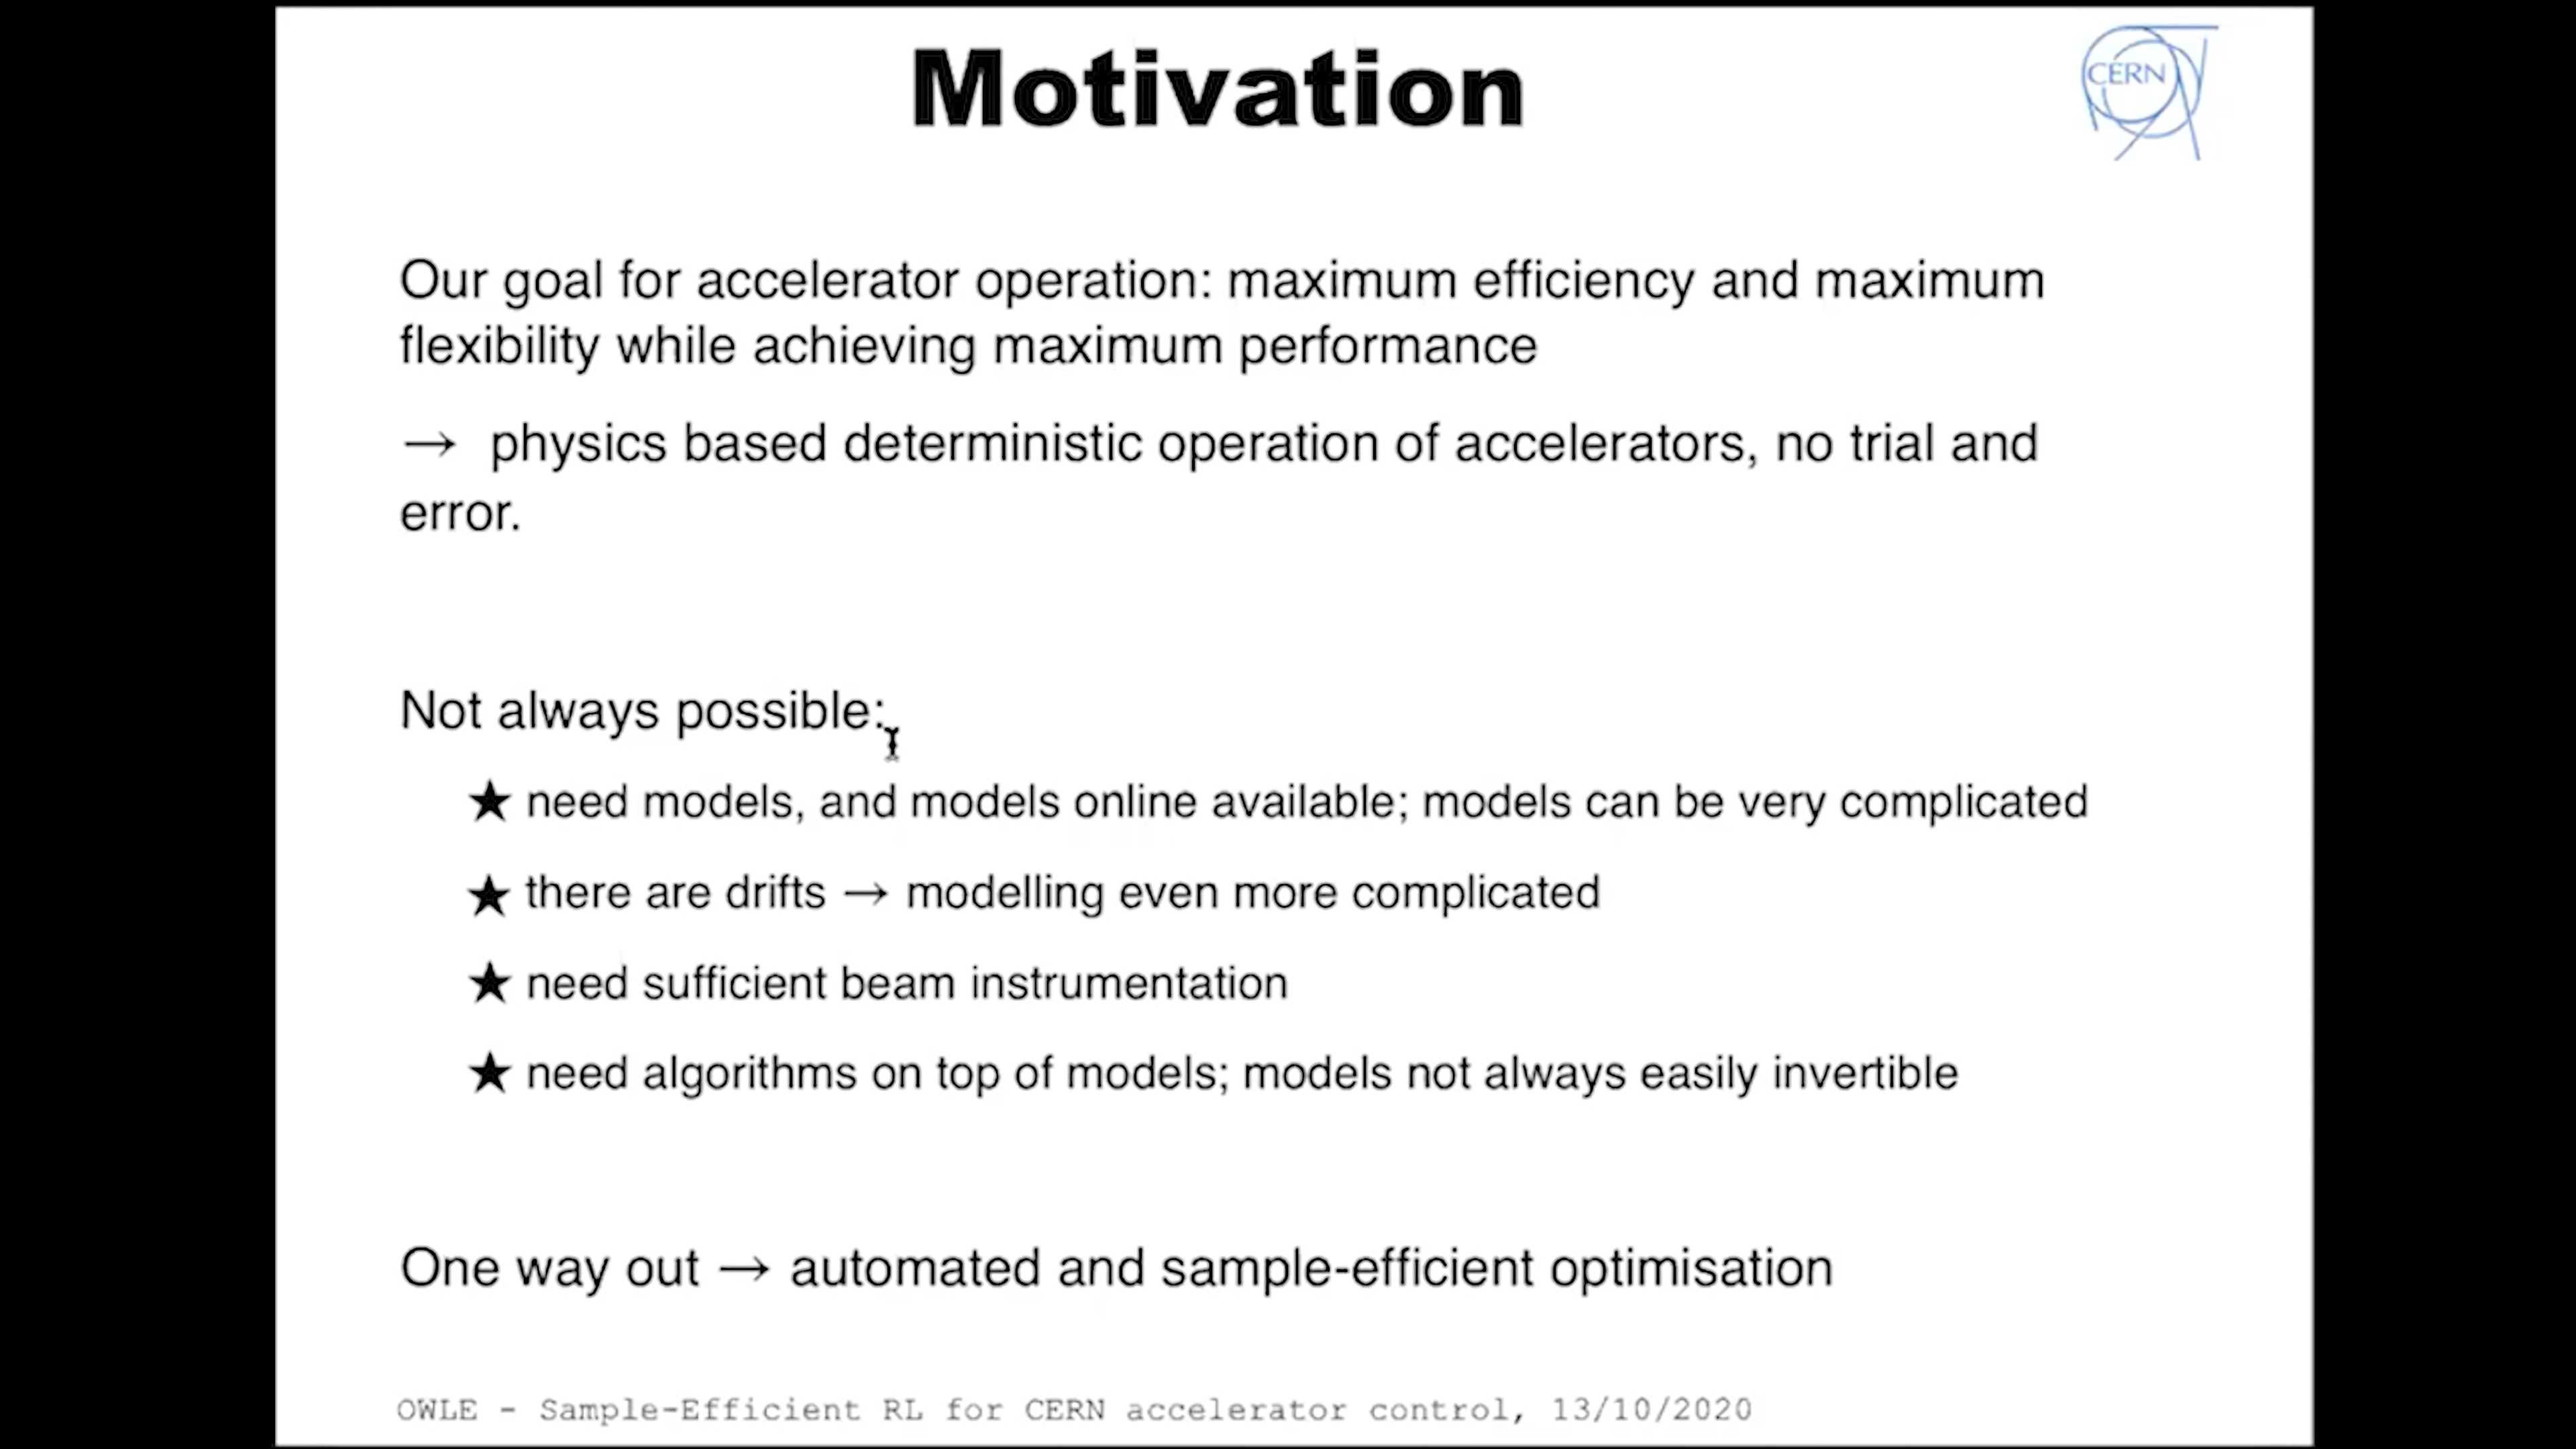 Motivation
CERN
Our goal for accelerator operation: maximum efficiency and maximum
flexibility while achieving maximum performance
→ physics based deterministic operation of accelerators, no trial and
error.
Not always possible:
★ need models, and models online available; models can be very complicated
★ there are drifts → modelling even more complicated
★ need sufficient beam instrumentation
★ need algorithms on top of models; models not always easily invertible
One way out → automated and sample-efficient optimisation
OWLE - Sample-Efficient RL for CERN accelerator control, 13/10/2020